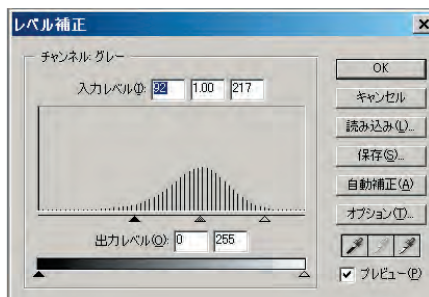 レベル補正
チャンネル: グレー
入力レベル(I): 92 1.00 217
出力レベル(O): 0 255
OK
キャンセル
読み込み(L)...
保存(S)...
自動補正(A)
オプション(T)...
プレビュー(P)